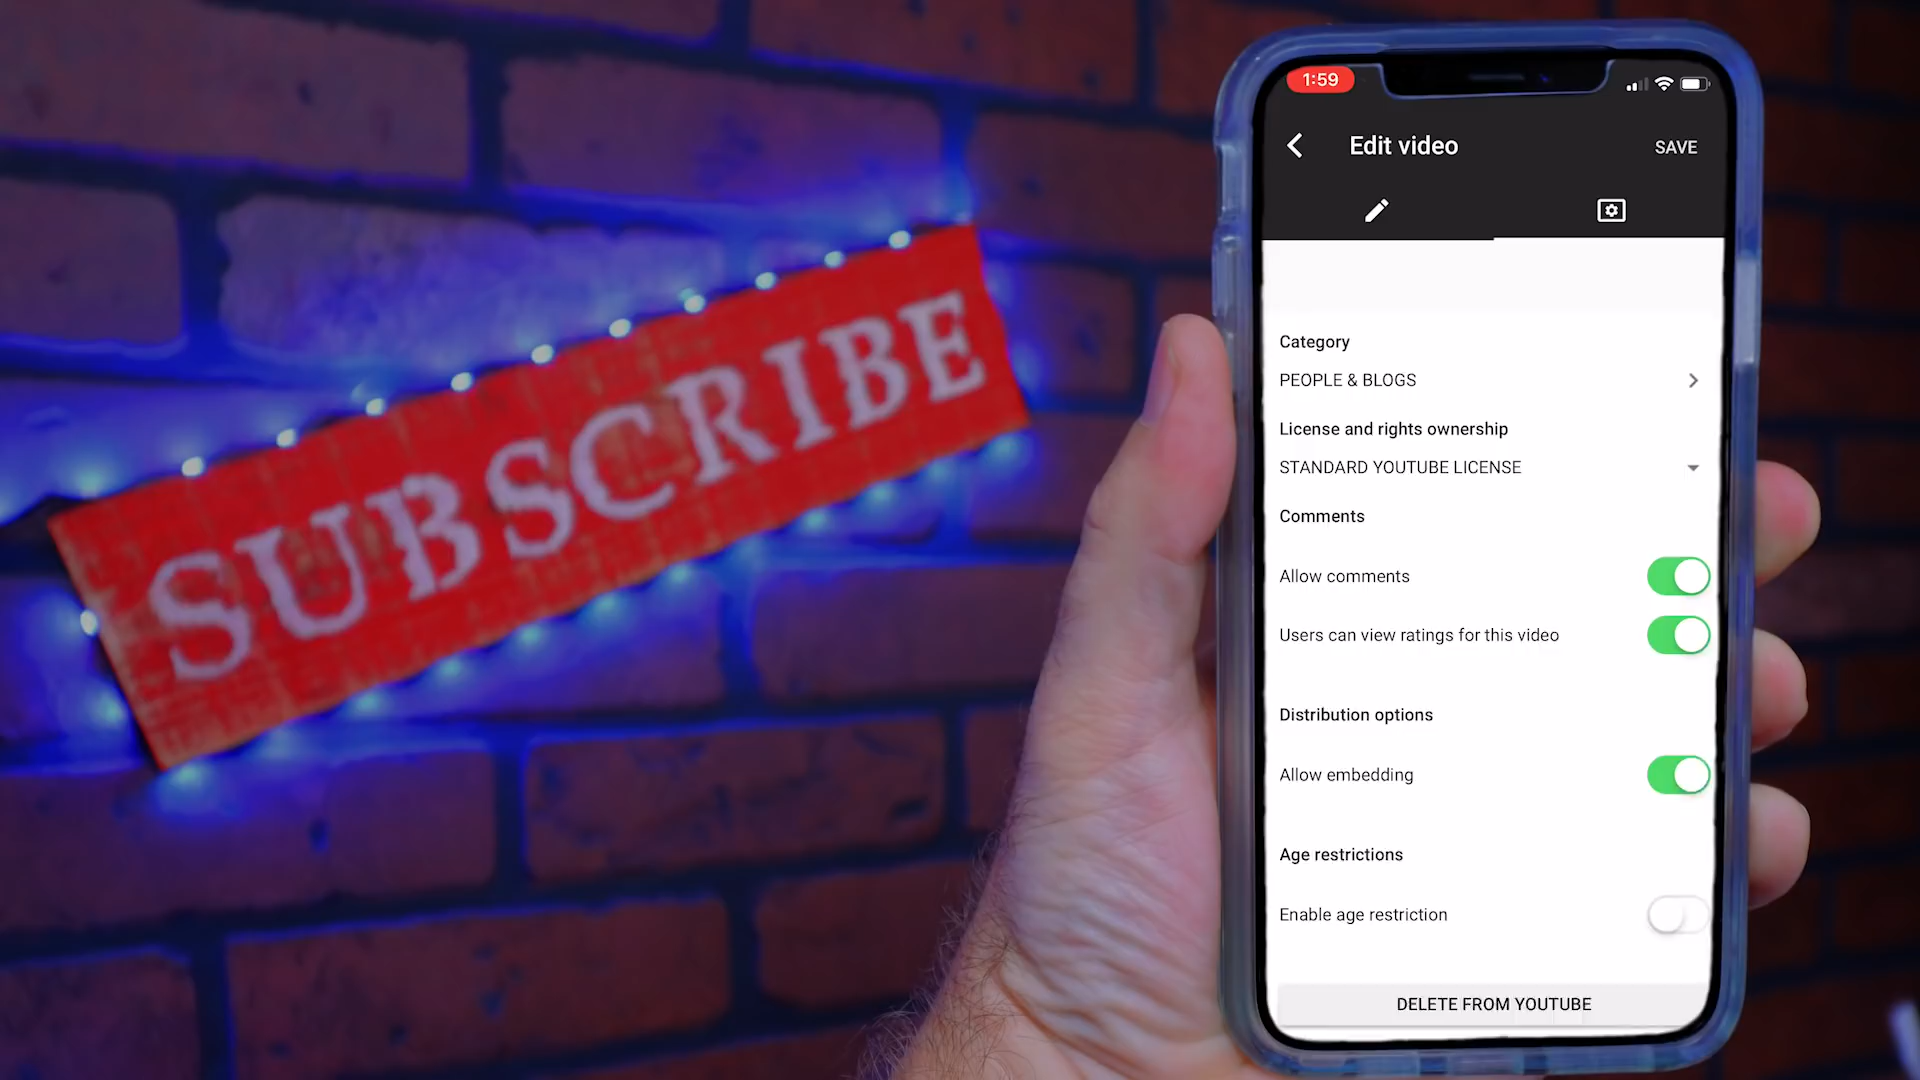 SUBSCRIBE
1:59
Edit video
SAVE
Category
PEOPLE & BLOGS
License and rights ownership
STANDARD YOUTUBE LICENSE
Comments
Allow comments
Users can view ratings for this video
Distribution options
Allow embedding
Age restrictions
Enable age restriction
DELETE FROM YOUTUBE